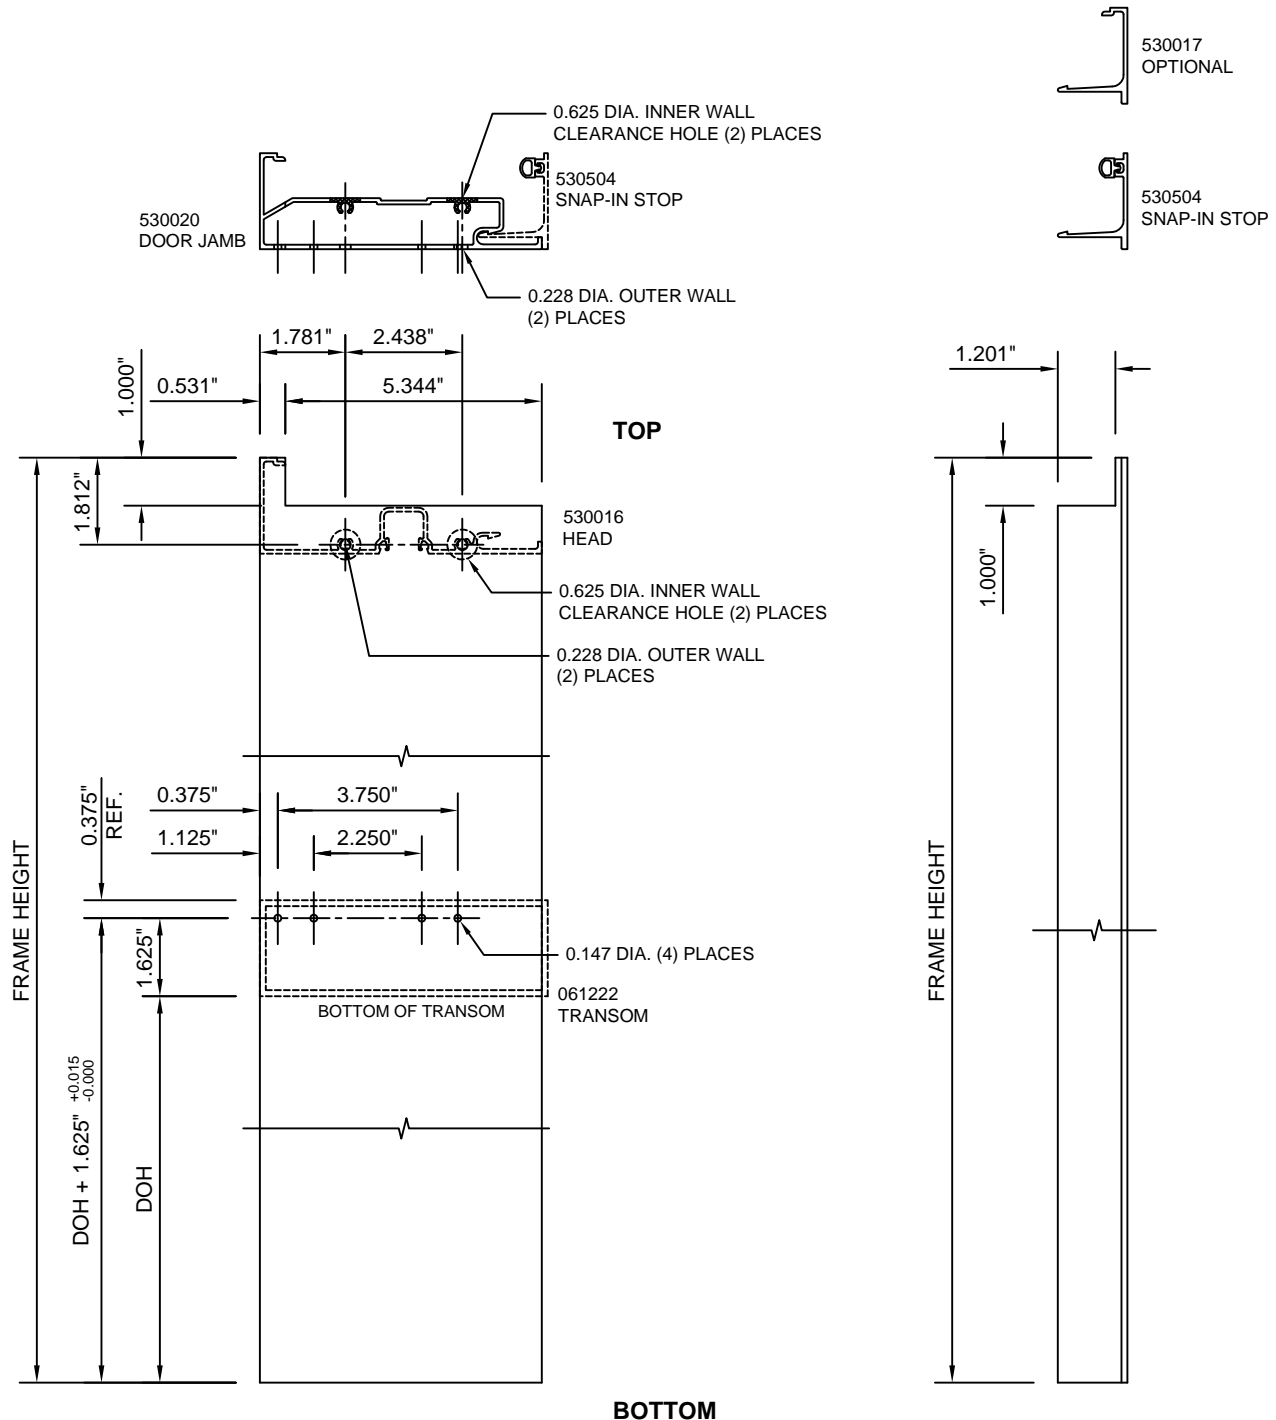 530017
OPTIONAL
0.625 DIA. INNER WALL
CLEARANCE HOLE (2) PLACES
530504
SNAP-IN STOP
530504
SNAP-IN STOP
530020
DOOR JAMB
0.228 DIA. OUTER WALL
(2) PLACES
1.781"
2.438"
1.201"
1.000"
0.531"
5.344"
TOP
1.812"
530016
HEAD
1.000"
0.625 DIA. INNER WALL
CLEARANCE HOLE (2) PLACES
0.228 DIA. OUTER WALL
(2) PLACES
0.375"
REF.
0.375"
3.750"
1.125"
2.250"
FRAME HEIGHT
FRAME HEIGHT
1.625"
0.147 DIA. (4) PLACES
061222
TRANSOM
BOTTOM OF TRANSOM
DOH + 1.625" +0.015
-0.000
DOH
BOTTOM